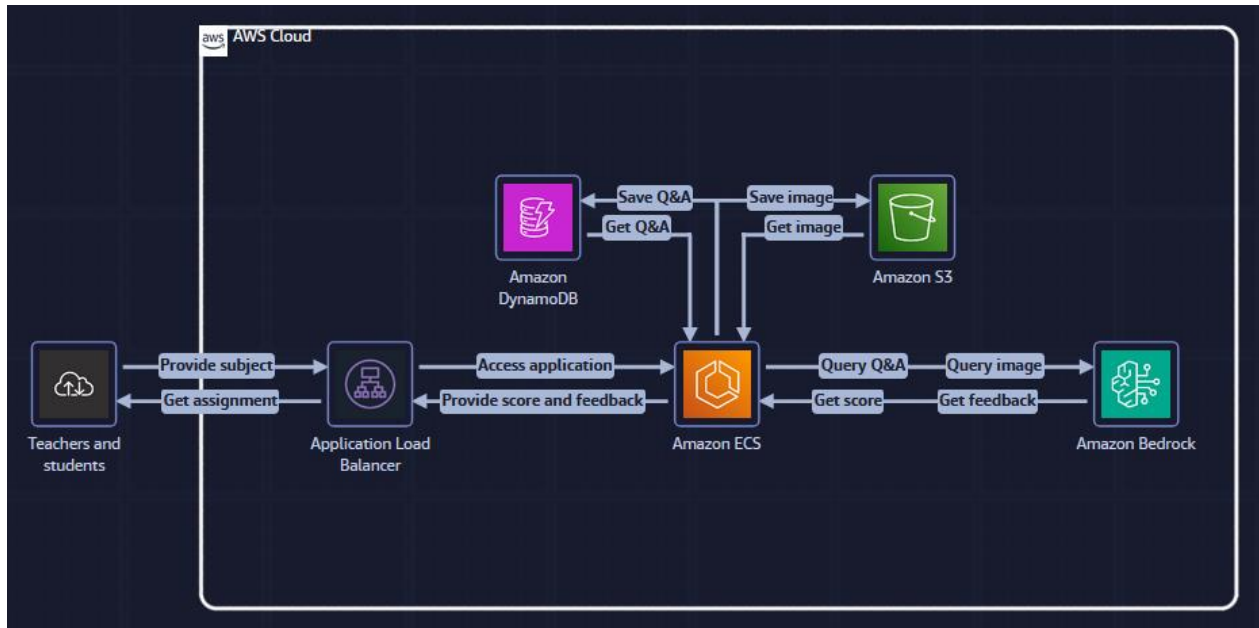 aws
AWS Cloud
Save Q&A
Save image
Get Q&A
Get image
Amazon
DynamoDB
Amazon S3
Provide subject
Access application
Query Q&A
Query image
Get assignment
Provide score and feedback
Get score
Get feedback
Teachers and
students
Application Load
Balancer
Amazon ECS
Amazon Bedrock